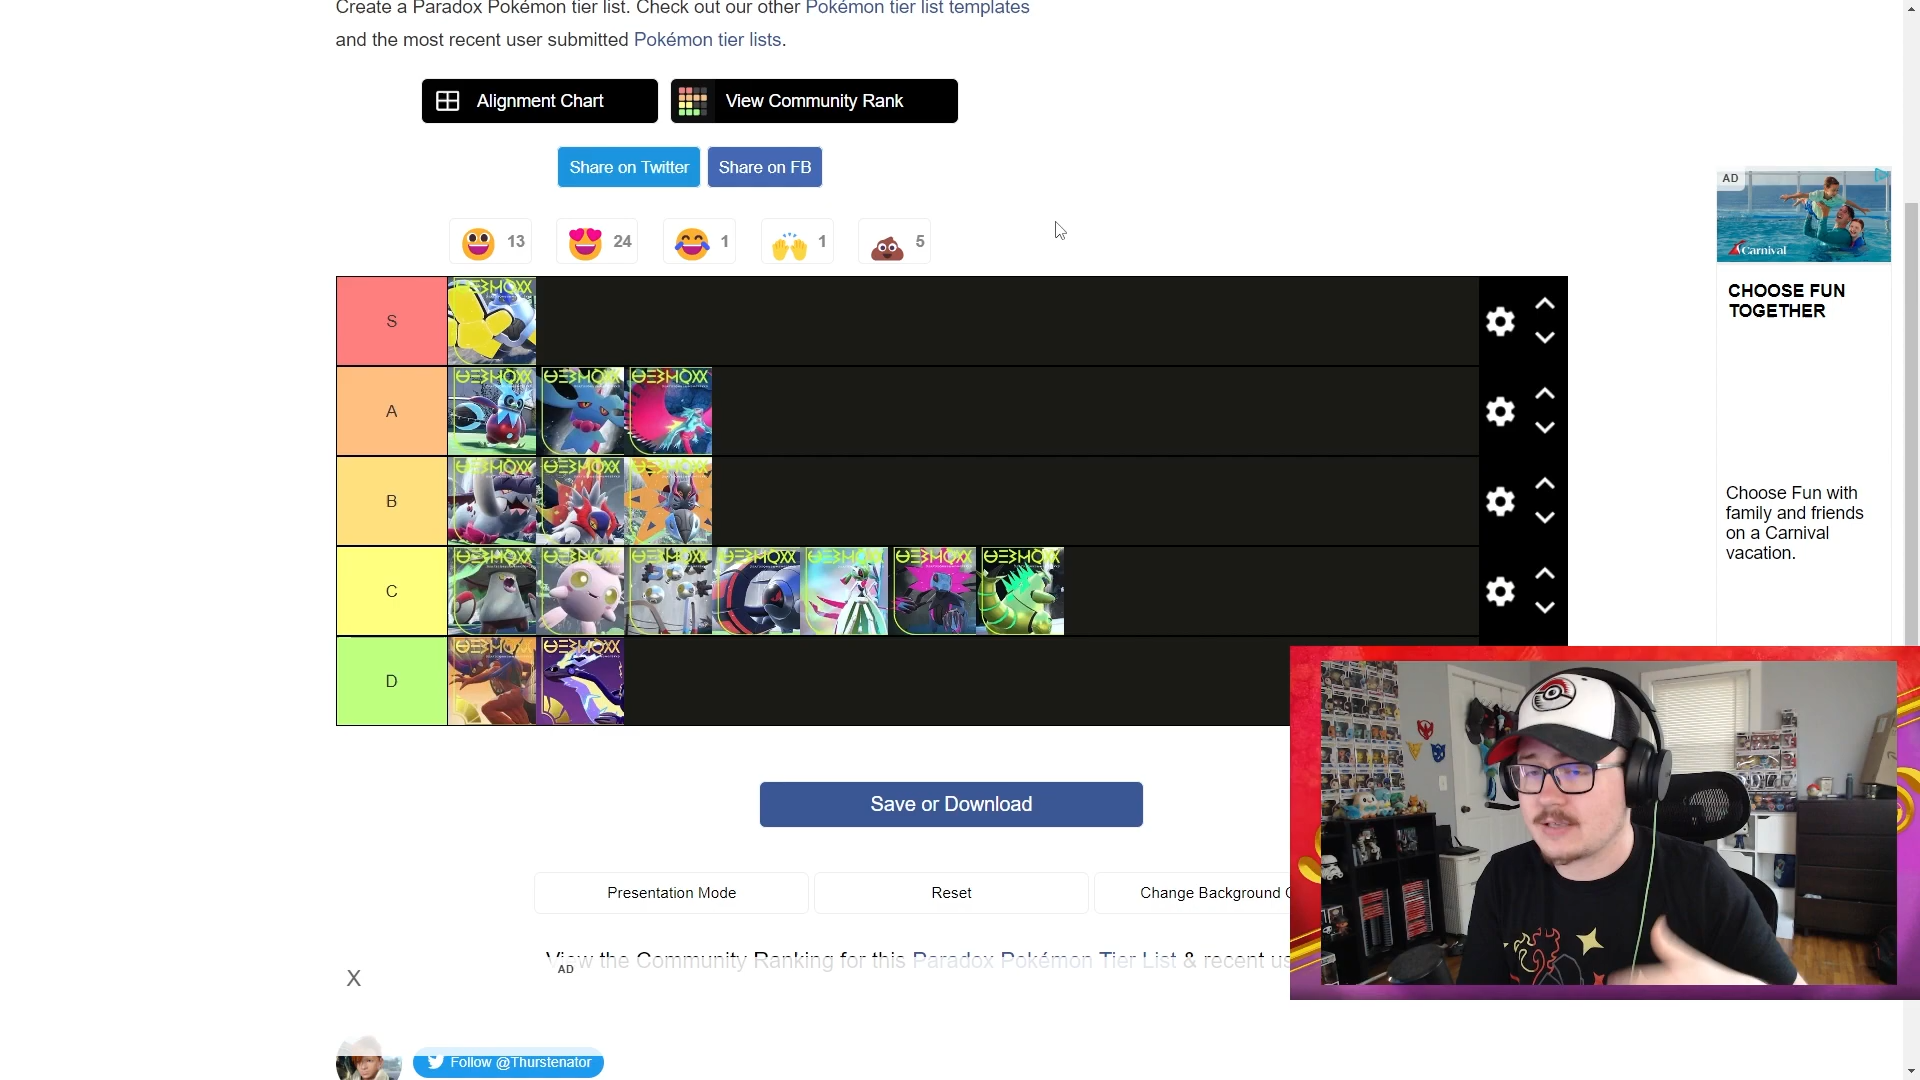 Create a Paradox Pokémon tier list. Check out our other Pokémon tier list templates
and the most recent user submitted Pokémon tier lists.
Alignment Chart
View Community Rank
Share on Twitter
Share on FB
13
24
1
1
5
AD
Carnival
CHOOSE FUN
TOGETHER
Choose Fun with
family and friends
on a Carnival
vacation.
S
A
B
C
D
Save or Download
Presentation Mode
Reset
Change Background
View the Community Ranking for this Paradox Pokémon Tier List & recent
AD
X
Follow @Thurstenator